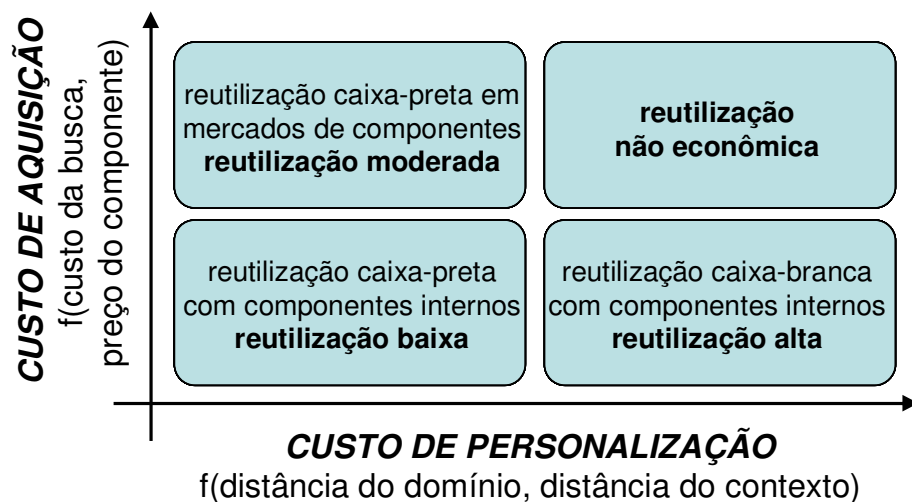 CUSTO DE AQUISIÇÃO
f(custo da busca,
preço do componente)
reutilização caixa-preta em
mercados de componentes
reutilização moderada
reutilização
não econômica
reutilização caixa-preta
com componentes internos
reutilização baixa
reutilização caixa-branca
com componentes internos
reutilização alta
CUSTO DE PERSONALIZAÇÃO
f(distância do domínio, distância do contexto)